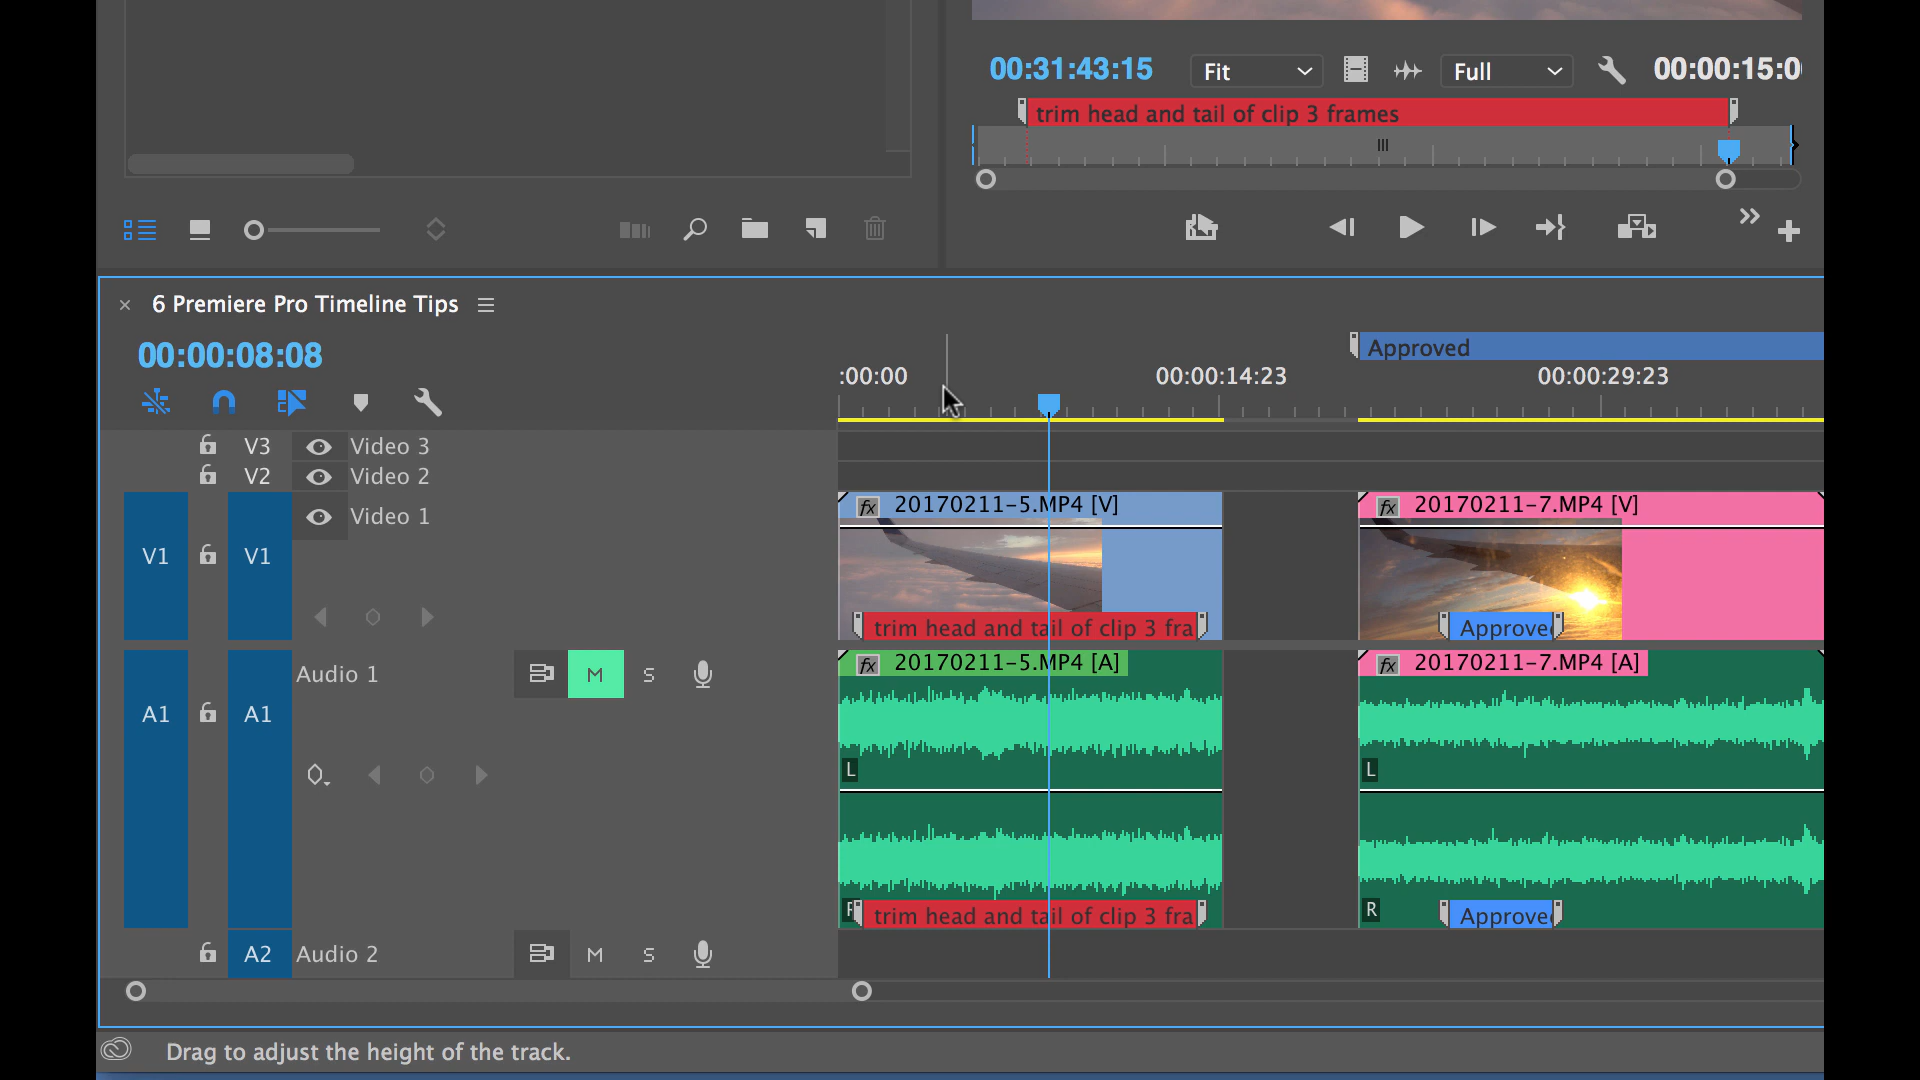 00:31:43:15 Fit Full 00:00:15:0
trim head and tail of clip 3 frames
6 Premiere Pro Timeline Tips
00:00:08:08
Approved
:00:00 00:00:14:23 00:00:29:23
V3 Video 3
V2 Video 2
V1 V1 Video 1
fx 20170211-5.MP4 [V]
fx 20170211-7.MP4 [V]
trim head and tail of clip 3 fra
Approve
A1 A1 Audio 1 M S
fx 20170211-5.MP4 [A]
fx 20170211-7.MP4 [A]
L L
R
trim head and tail of clip 3 fra
Approve
A2 Audio 2 M S
Drag to adjust the height of the track.